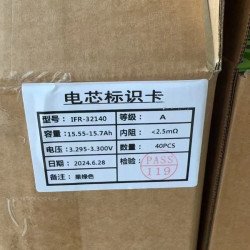 电芯标识卡
型号: IFR-32140 等级: A
容量: 15.55-15.7Ah 内阻: <2.5mΩ
电压: 3.295-3.300V 数量: 40PCS
日期: 2024.6.28 检验: PASS 119
备注: 墨绿色